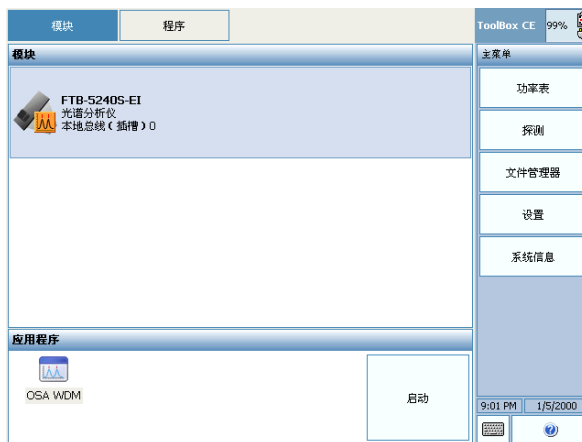 模块
程序
ToolBox CE
99%
模块
主菜单
FTB-5240S-EI
光谱分析仪
本地总线（插槽）0
功率表
探测
文件管理器
设置
系统信息
应用程序
OSA WDM
启动
9:01 PM
1/5/2000